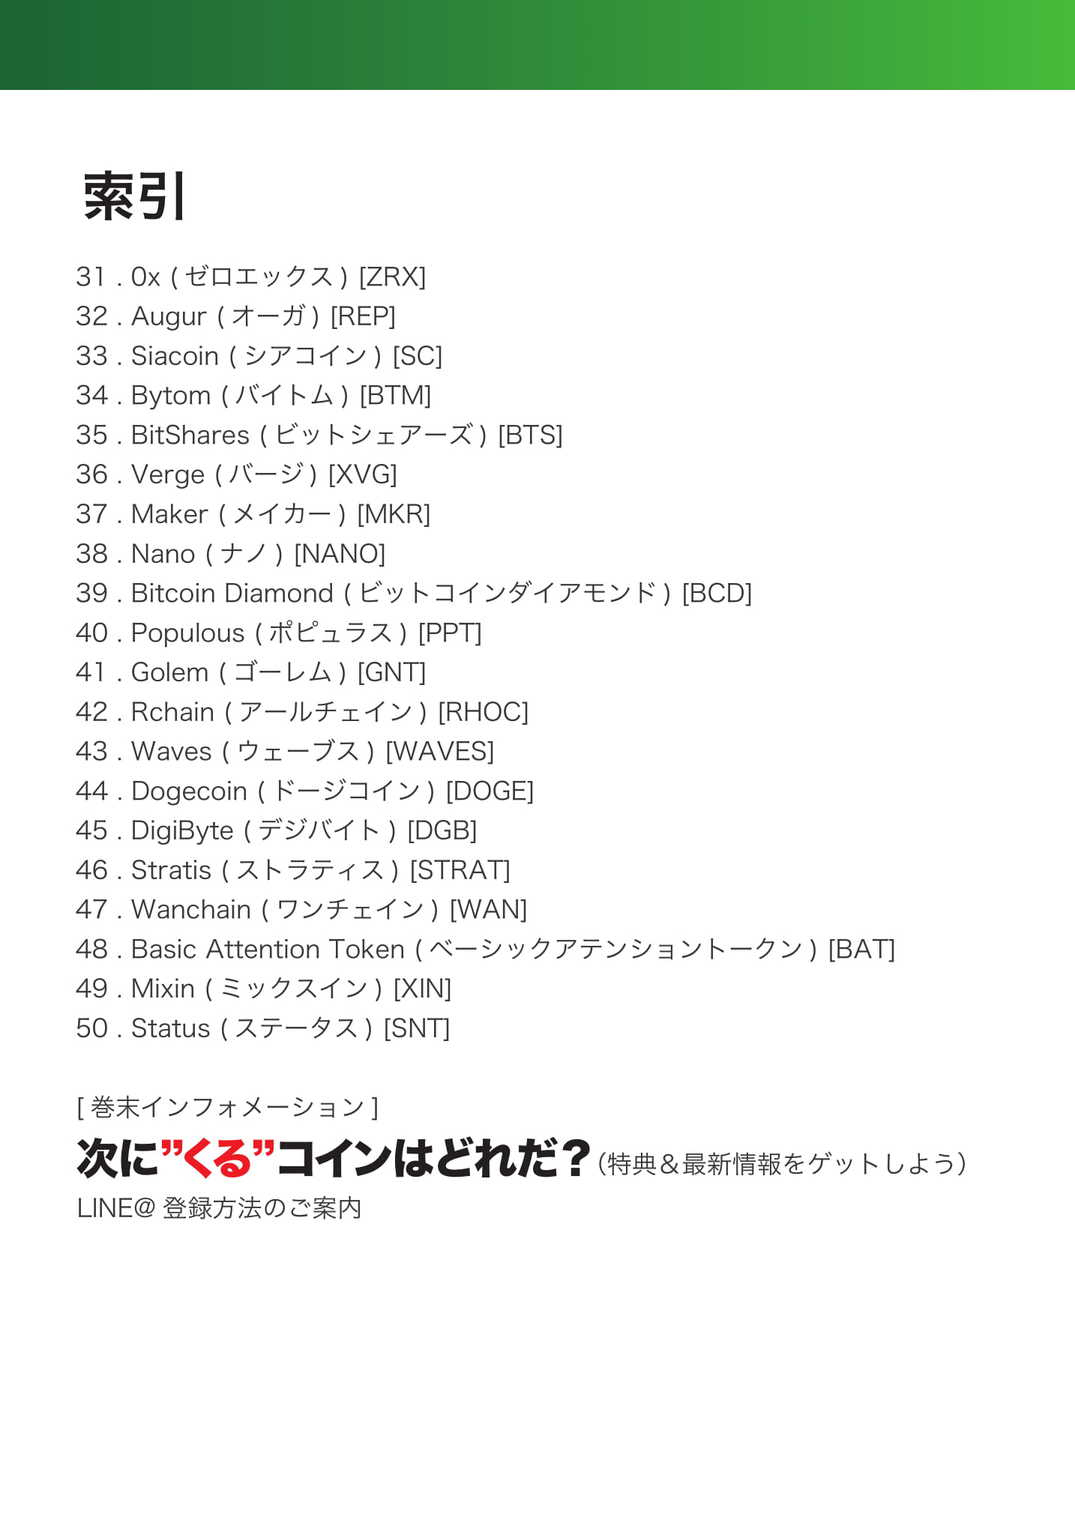 索引
31 . 0x ( ゼロエックス ) [ZRX]
32 . Augur ( オーガ ) [REP]
33 . Siacoin ( シアコイン ) [SC]
34 . Bytom ( バイトム ) [BTM]
35 . BitShares ( ビットシェアーズ ) [BTS]
36 . Verge ( バージ ) [XVG]
37 . Maker ( メイカー ) [MKR]
38 . Nano ( ナノ ) [NANO]
39 . Bitcoin Diamond ( ビットコインダイアモンド ) [BCD]
40 . Populous ( ポピュラス ) [PPT]
41 . Golem ( ゴーレム ) [GNT]
42 . Rchain ( アールチェイン ) [RHOC]
43 . Waves ( ウェーブス ) [WAVES]
44 . Dogecoin ( ドージコイン ) [DOGE]
45 . DigiByte ( デジバイト ) [DGB]
46 . Stratis ( ストラティス ) [STRAT]
47 . Wanchain ( ワンチェイン ) [WAN]
48 . Basic Attention Token ( ベーシックアテンショントークン ) [BAT]
49 . Mixin ( ミックスイン ) [XIN]
50 . Status ( ステータス ) [SNT]
[ 巻末インフォメーション ]
次に”くる”コインはどれだ？（特典＆最新情報をゲットしよう）
LINE@ 登録方法のご案内